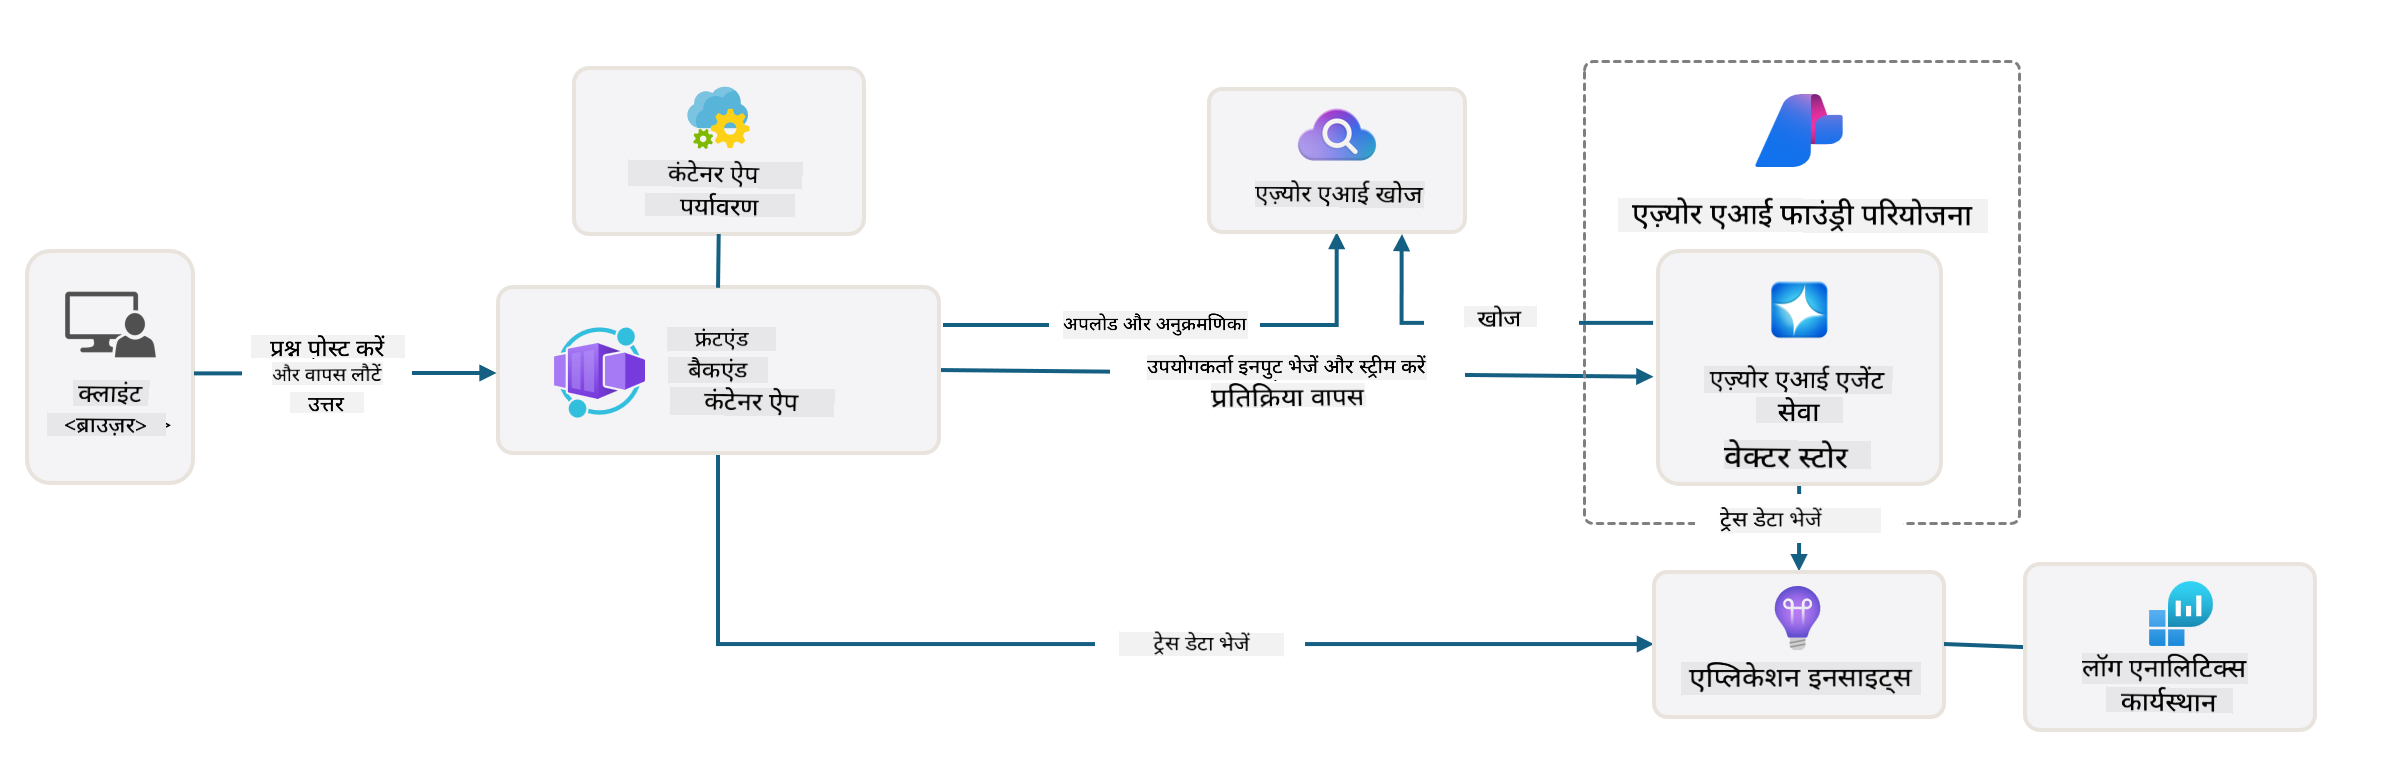 कंटेनर ऐप
पर्यावरण
एज़्योर एआई खोज
एज़्योर एआई फाउंड्री परियोजना
क्लाइंट
<ब्राउज़र> >
प्रश्न पोस्ट करें
और वापस लौटें
उत्तर
फ्रंटएंड
बैकएंड
कंटेनर ऐप
अपलोड और अनुक्रमणिका
खोज
उपयोगकर्ता इनपुट भेजें और स्ट्रीम करें
प्रतिक्रिया वापस
एज़्योर एआई एजेंट
सेवा
वेक्टर स्टोर
ट्रेस डेटा भेजें
ट्रेस डेटा भेजें
एप्लिकेशन इनसाइट्स
लॉग एनालिटिक्स
कार्यस्थान